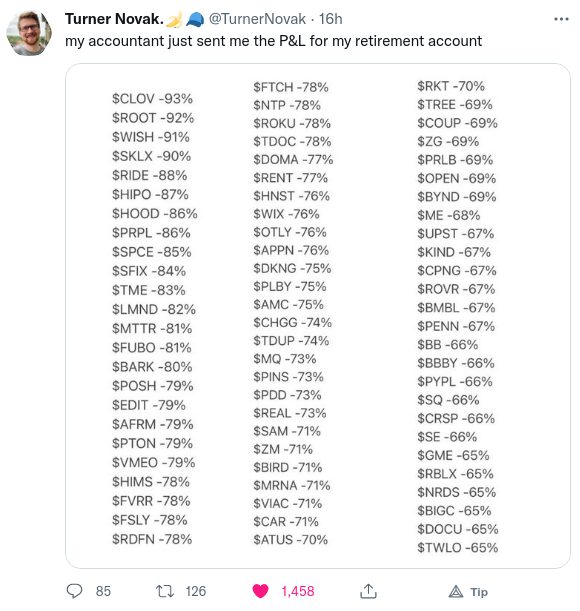 Turner Novak. 🍌🧢 @TurnerNovak · 16h
my accountant just sent me the P&L for my retirement account
$CLOV -93%
$ROOT -92%
$WISH -91%
$SKLX -90%
$RIDE -88%
$HIPO -87%
$HOOD -86%
$PRPL -86%
$SPCE -85%
$SFIX -84%
$TME -83%
$LMND -82%
$MTTR -81%
$FUBO -81%
$BARK -80%
$POSH -79%
$EDIT -79%
$AFRM -79%
$PTON -79%
$VMEO -79%
$HIMS -78%
$FVRR -78%
$FSLY -78%
$RDFN -78%
$FTCH -78%
$NTP -78%
$ROKU -78%
$TDOC -78%
$DOMA -77%
$RENT -77%
$HNST -76%
$WIX -76%
$OTLY -76%
$APPN -76%
$DKNG -75%
$PLBY -75%
$AMC -75%
$CHGG -74%
$TDUP -74%
$MQ -73%
$PINS -73%
$PDD -73%
$REAL -73%
$SAM -71%
$ZM -71%
$BIRD -71%
$MRNA -71%
$VIAC -71%
$CAR -71%
$ATUS -70%
$RKT -70%
$TREE -69%
$COUP -69%
$ZG -69%
$PRLB -69%
$OPEN -69%
$BYND -69%
$ME -68%
$UPST -67%
$KIND -67%
$CPNG -67%
$ROVR -67%
$BMBL -67%
$PENN -67%
$BB -66%
$BBBY -66%
$PYPL -66%
$SQ -66%
$CRSP -66%
$SE -66%
$GME -65%
$RBLX -65%
$NRDS -65%
$BIGC -65%
$DOCU -65%
$TWLO -65%
85 126 1,458 Tip